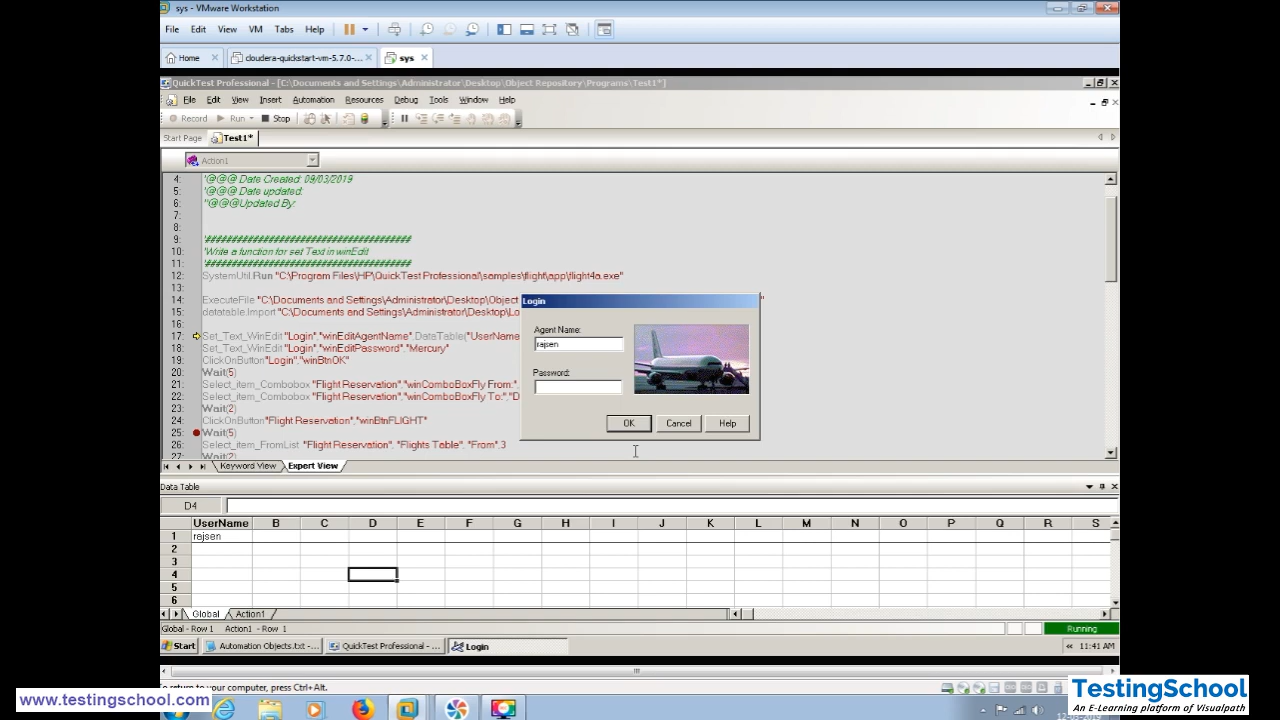 sys - VMware Workstation
File Edit View VM Tabs Help
Home cloudera-quickstart-vm-5.7.0-... sys
QuickTest Professional - [C:\Documents and Settings\Administrator\Desktop\Object Repository\Programs\Test1*]
File Edit View Insert Automation Resources Debug Tools Window Help
Record Run Stop
Start Page Test1*
Action1
4: '@@@ Date Created: 09/03/2019
5: '@@@ Date updated:
6: "@@@Updated By:
7:
8:
9: '#######################################
10: 'Write a function for set Text in winEdit
11: '#######################################
12: SystemUtil.Run "C:\Program Files\HP\QuickTest Professional\samples\flight\app\flight4a.exe"
13:
14: ExecuteFile "C:\Documents and Settings\Administrator\Desktop\Object "
15: datatable.Import "C:\Documents and Settings\Administrator\Desktop\Lo
16:
17: Set_Text_WinEdit "Login","winEditAgentName",DataTable("UserName
18: Set_Text_WinEdit "Login","winEditPassword","Mercury"
19: ClickOnButton"Login","winBtnOK"
20: Wait(5)
21: Select_item_Combobox "Flight Reservation","winComboBoxFly From:",
22: Select_item_Combobox "Flight Reservation","winComboBoxFly To:","D
23: Wait(2)
24: ClickOnButton"Flight Reservation","winBtnFLIGHT"
25: Wait(5)
26: Select_item_FromList "Flight Reservation", "Flights Table", "From",3
27: Wait(2)
Login
Agent Name:
rajsen
Password:
OK Cancel Help
Keyword View Expert View
Data Table
D4
UserName B C D E F G H I J K L M N O P Q R S
1 rajsen
2
3
4
5
6
Global Action1
Global - Row 1 Action1 - Row 1 Running
Start Automation Objects.txt -... QuickTest Professional - ... Login 11:41 AM
To return to your computer, press Ctrl+Alt.
www.testingschool.com
TestingSchool
An E-Learning platform of Visualpath